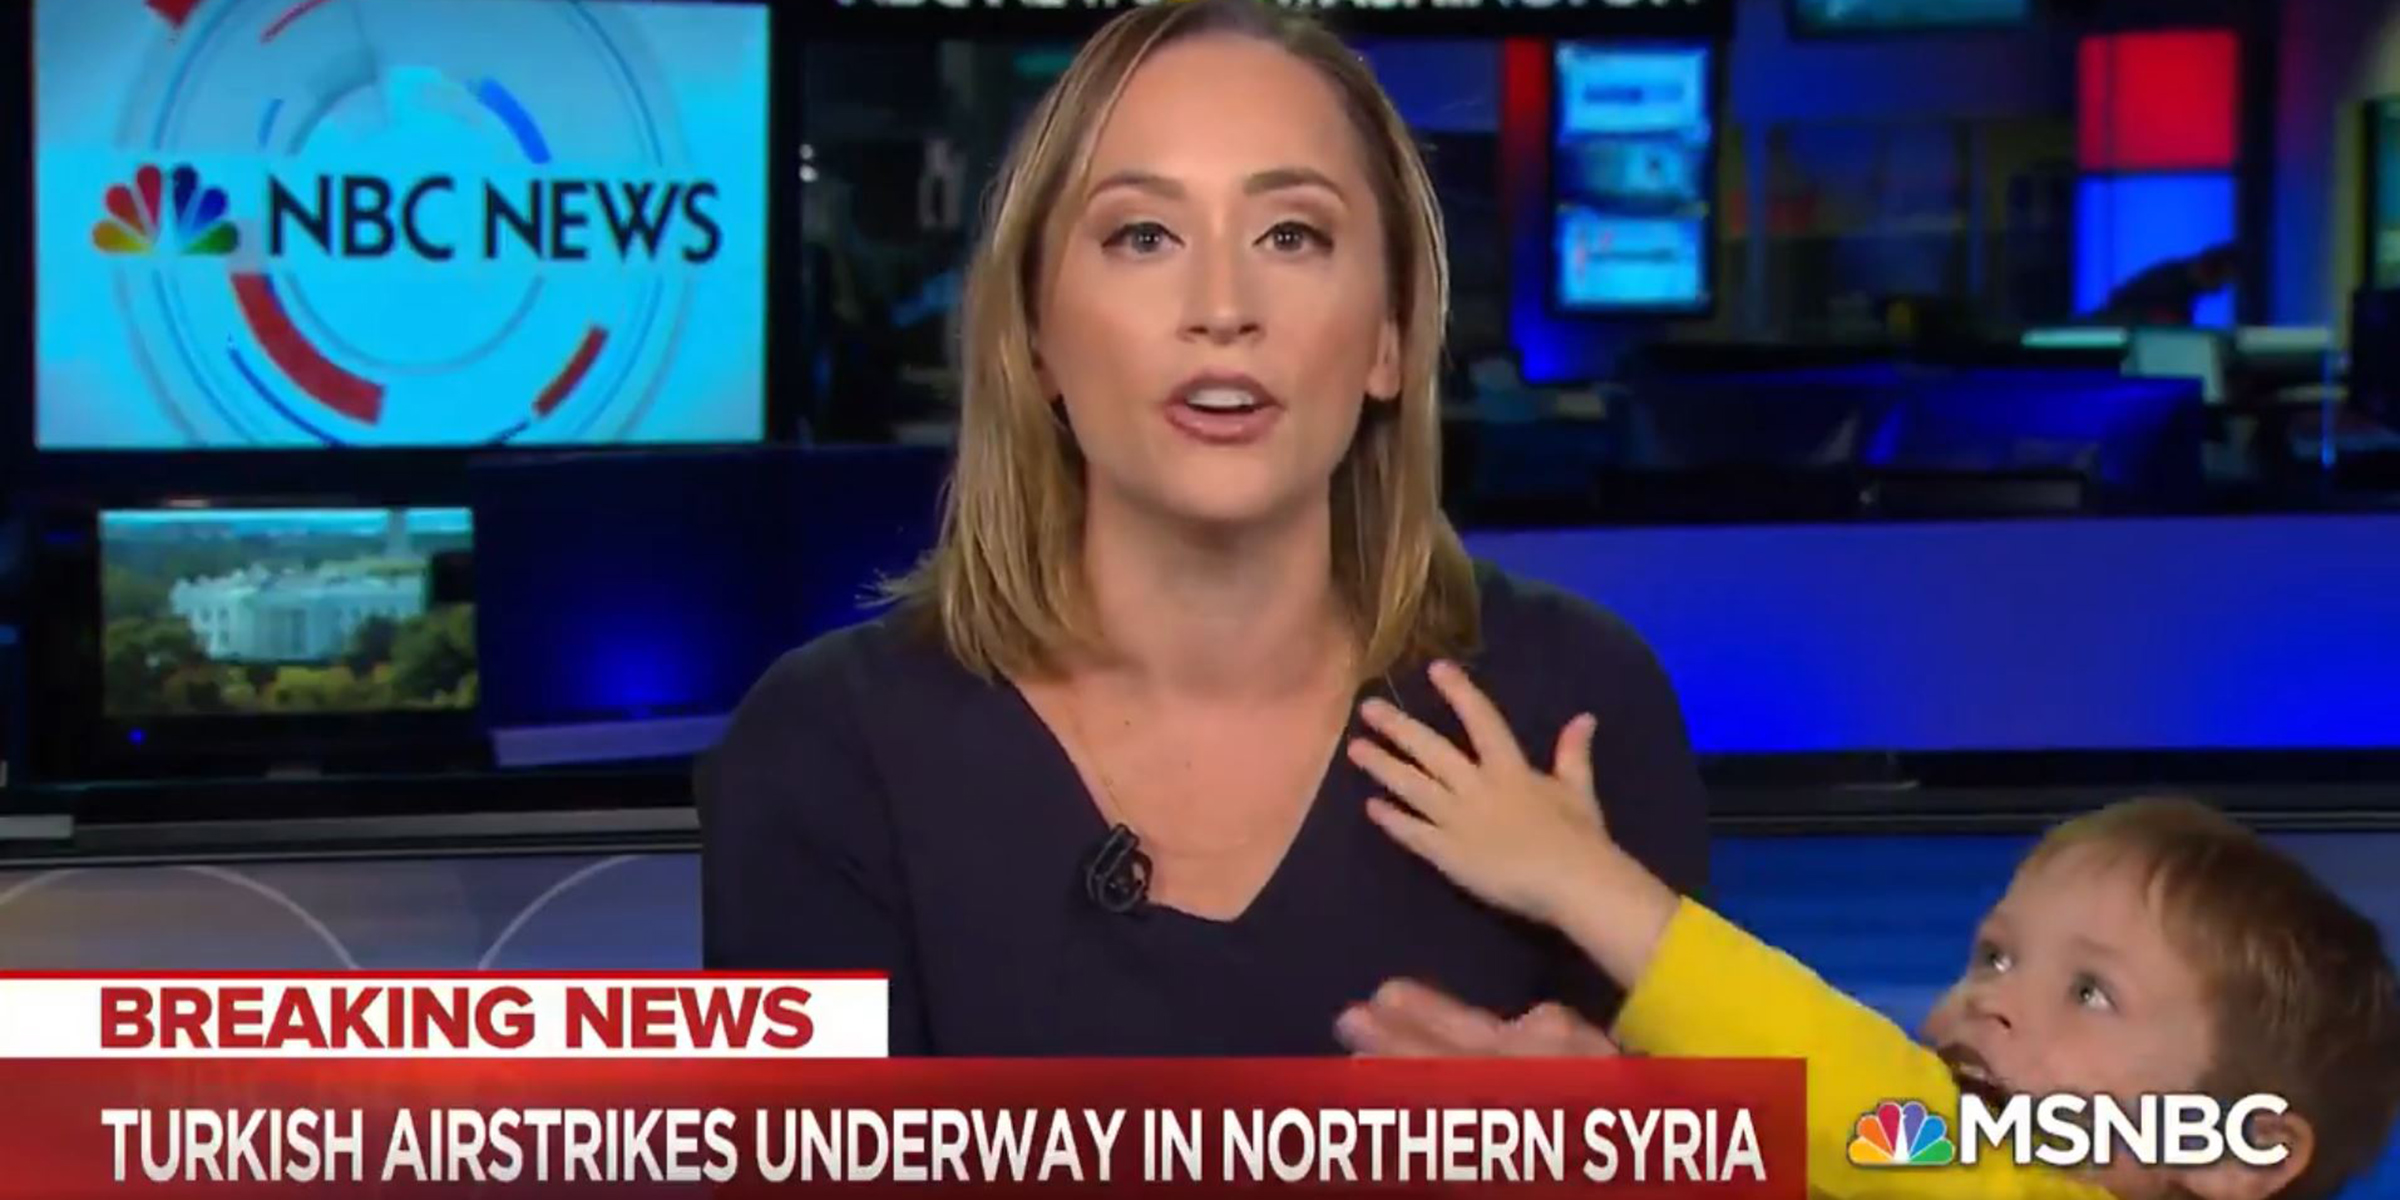 NBC NEWS
BREAKING NEWS
TURKISH AIRSTRIKES UNDERWAY IN NORTHERN SYRIA
MSNBC